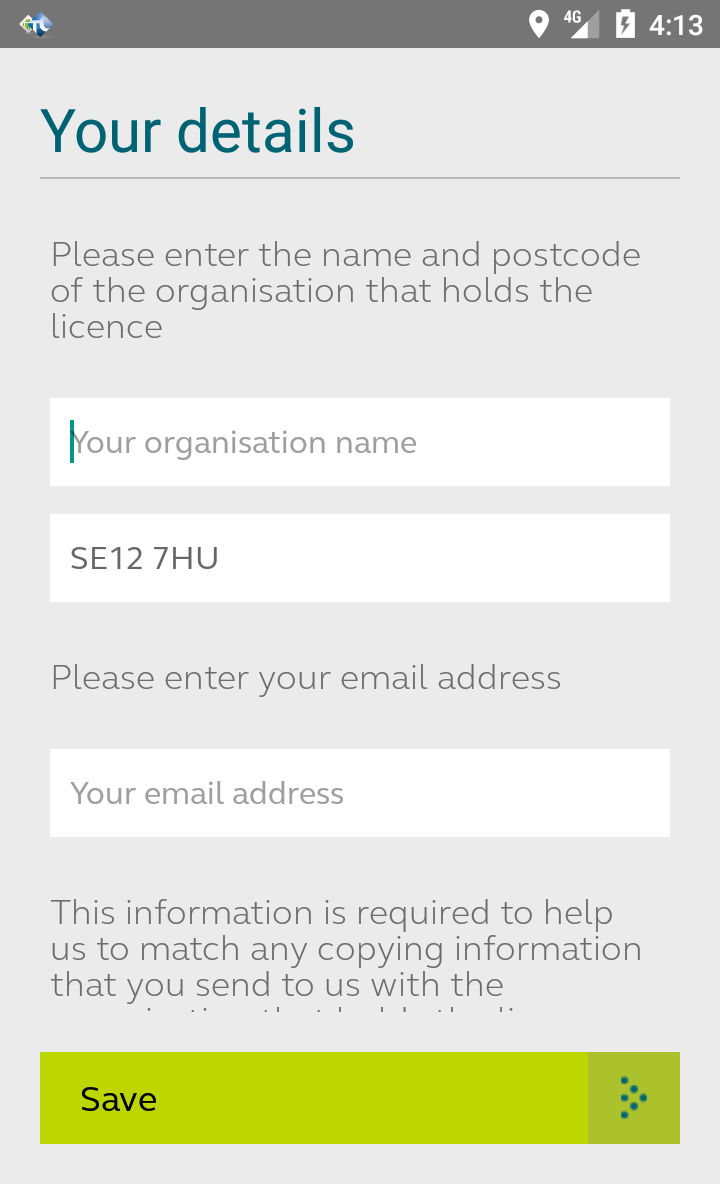 4G 4:13
Your details
Please enter the name and postcode
of the organisation that holds the
licence
Your organisation name
SE12 7HU
Please enter your email address
Your email address
This information is required to help
us to match any copying information
that you send to us with the
Save